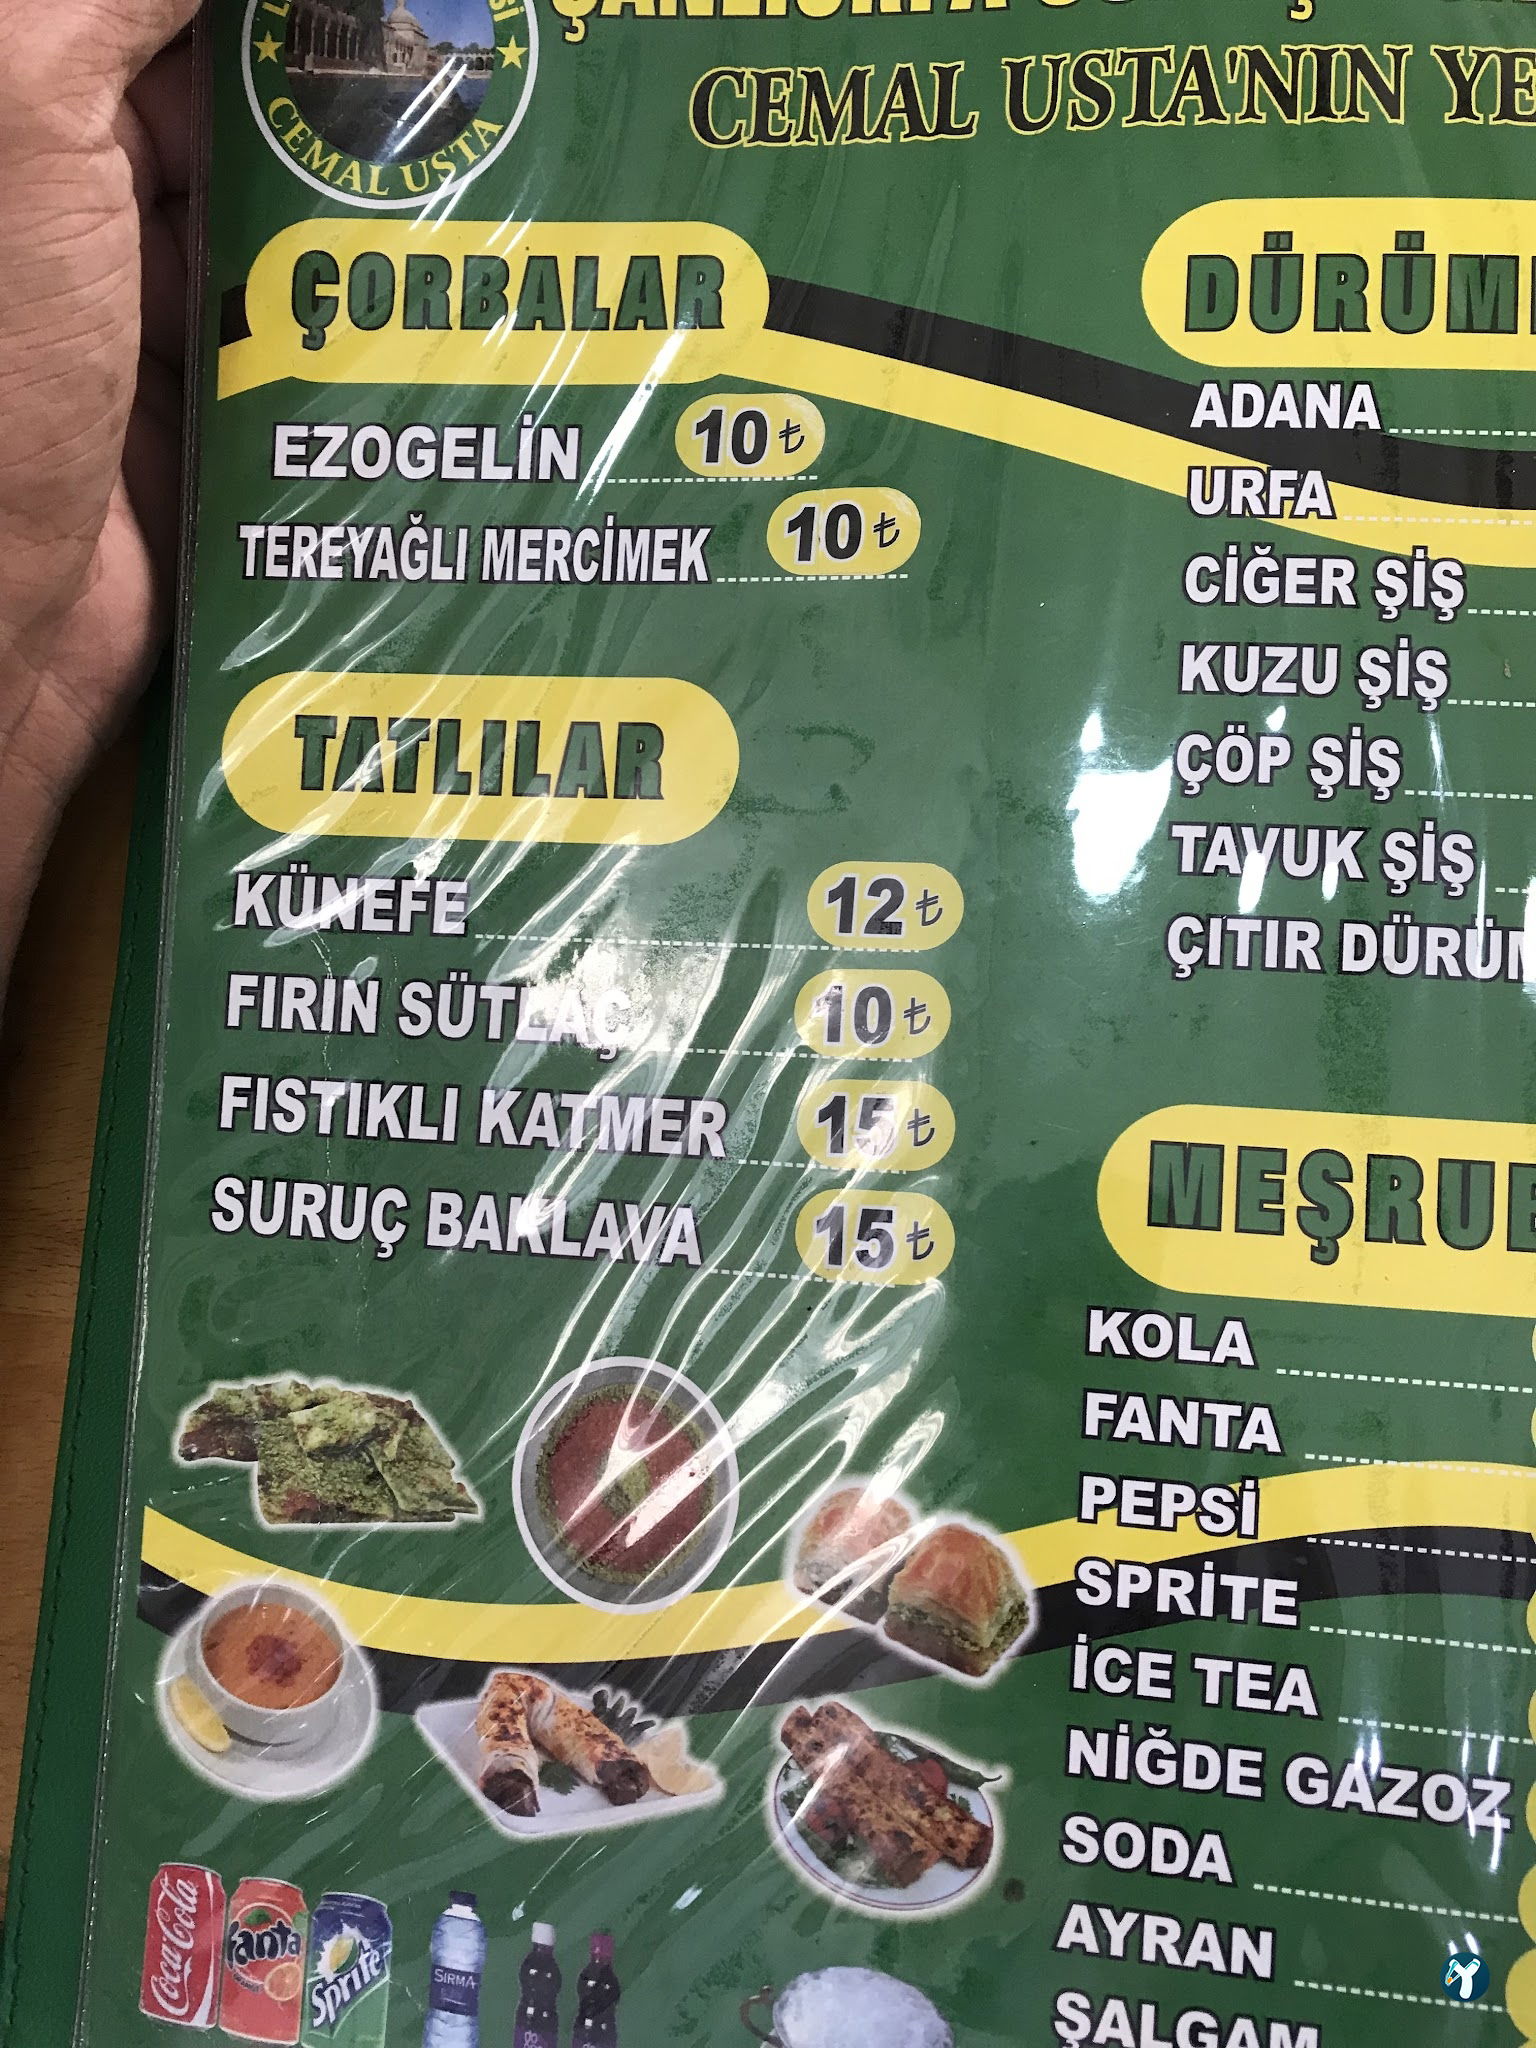 CEMAL USTA
CEMAL USTA'NIN
ÇORBALAR
EZOGELİN 10 ₺
TEREYAĞLI MERCİMEK 10 ₺
TATLILAR
KÜNEFE 12 ₺
FIRIN SÜTLAÇ 10 ₺
FISTIKLI KATMER 15 ₺
SURUÇ BAKLAVA 15 ₺
DÜRÜM
ADANA
URFA
CİĞER ŞİŞ
KUZU ŞİŞ
ÇÖP ŞİŞ
TAVUK ŞİŞ
ÇITIR DÜRÜM
MEŞRU
KOLA
FANTA
PEPSİ
SPRİTE
İCE TEA
NİĞDE GAZOZ
SODA
AYRAN
ŞALGAM
Coca-Cola
Fanta
Sprite
SIRMA